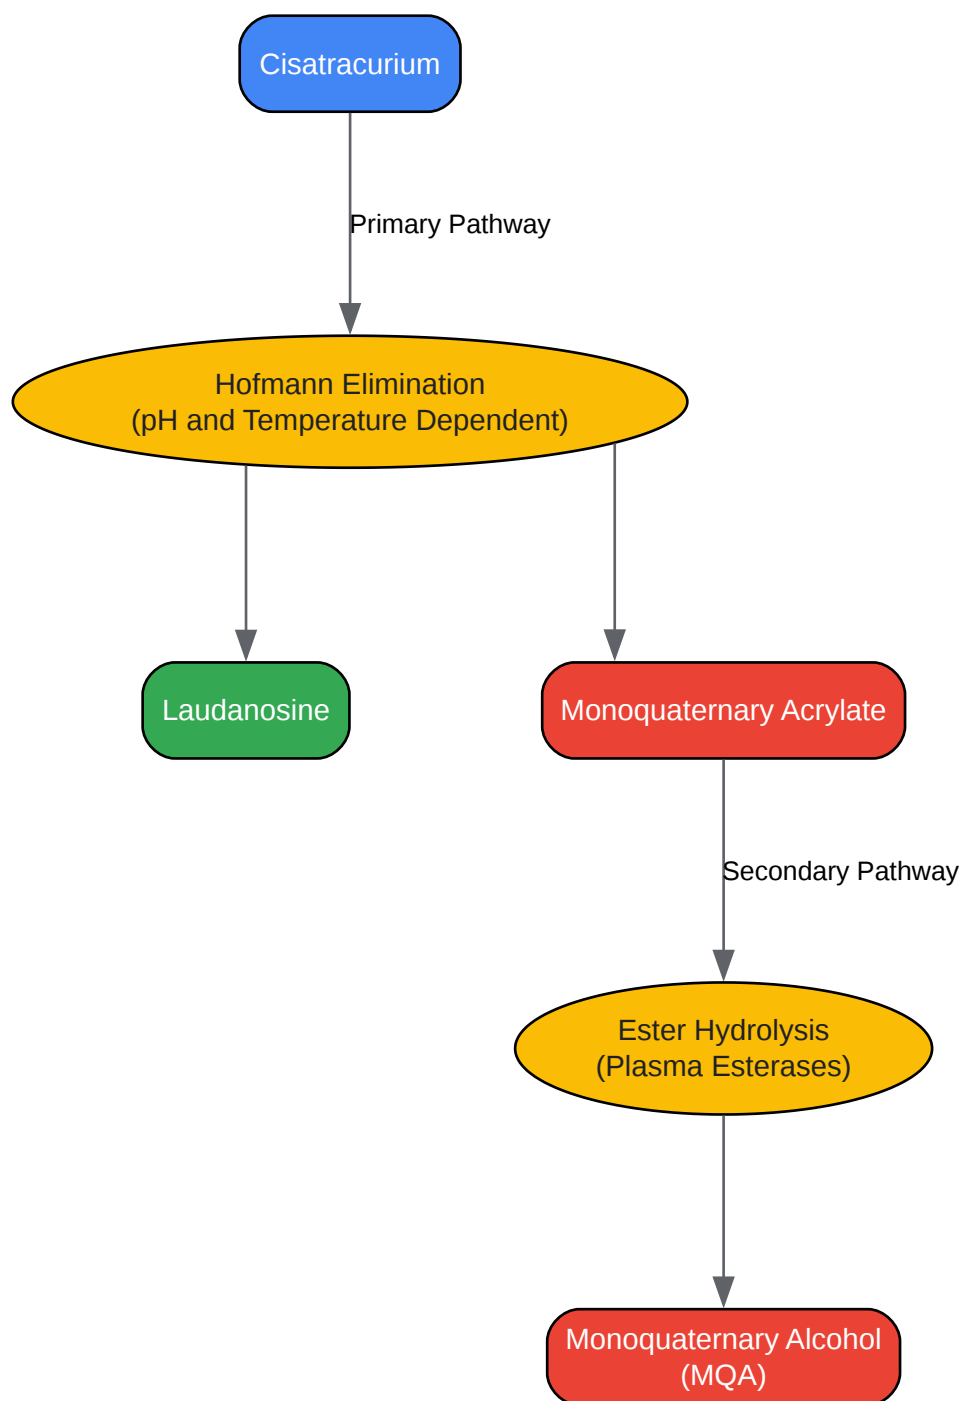 Cisatracurium
Primary Pathway
Hofmann Elimination
(pH and Temperature Dependent)
Laudanosine
Monoquaternary Acrylate
Secondary Pathway
Ester Hydrolysis
(Plasma Esterases)
Monoquaternary Alcohol
(MQA)